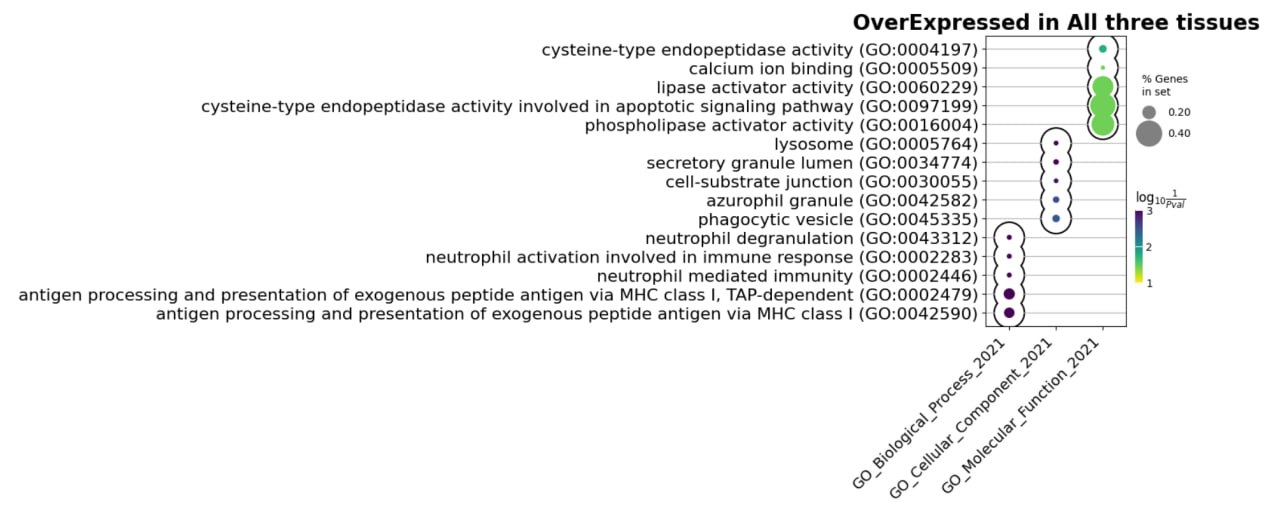 OverExpressed in All three tissues
cysteine-type endopeptidase activity (GO:0004197)
calcium ion binding (GO:0005509)
lipase activator activity (GO:0060229)
cysteine-type endopeptidase activity involved in apoptotic signaling pathway (GO:0097199)
phospholipase activator activity (GO:0016004)
lysosome (GO:0005764)
secretory granule lumen (GO:0034774)
cell-substrate junction (GO:0030055)
azurophil granule (GO:0042582)
phagocytic vesicle (GO:0045335)
neutrophil degranulation (GO:0043312)
neutrophil activation involved in immune response (GO:0002283)
neutrophil mediated immunity (GO:0002446)
antigen processing and presentation of exogenous peptide antigen via MHC class I, TAP-dependent (GO:0002479)
antigen processing and presentation of exogenous peptide antigen via MHC class I (GO:0042590)
GO_Biological_Process_2021
GO_Cellular_Component_2021
GO_Molecular_Function_2021
% Genes
in set
0.20
0.40
log10 1/Pval
3
2
1